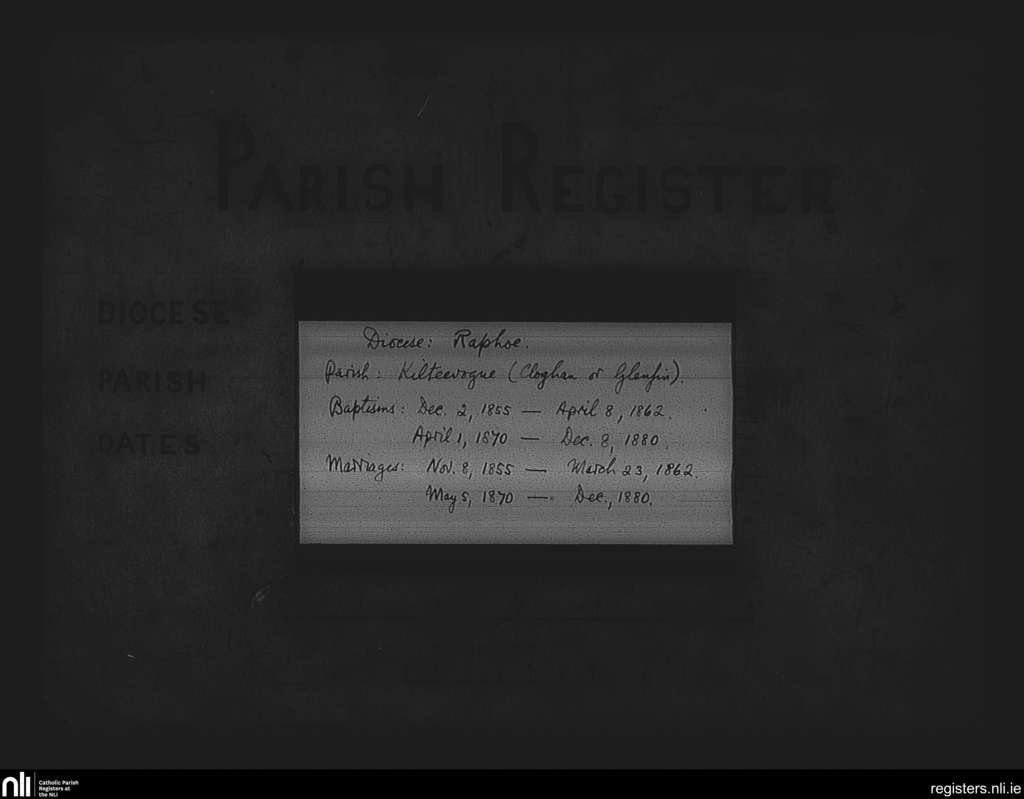 PARISH REGISTER
DIOCESE
PARISH
DATES
Diocese: Raphoe.
Parish: Kilteevogue (Cloghan or Glenfin).
Baptisms: Dec. 2, 1855 — April 8, 1862.
April 1, 1870 — Dec. 8, 1880.
Marriages: Nov. 8, 1855 — March 23, 1862.
May 5, 1870 — Dec., 1880.
nli
Catholic Parish
Registers at
the NLI
registers.nli.ie